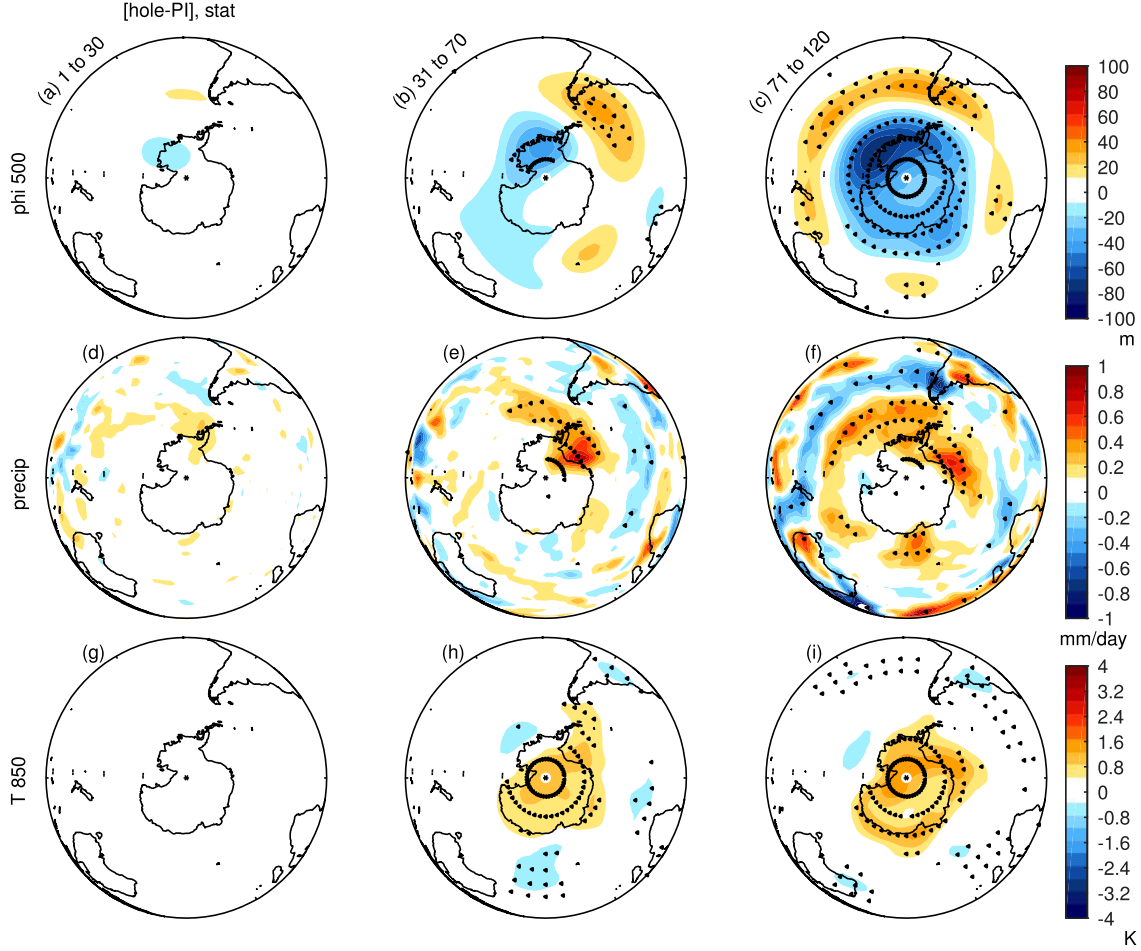 [hole-PI], stat
(a) 1 to 30
(b) 31 to 70
(c) 71 to 120
phi 500
100
80
60
40
20
0
-20
-40
-60
-80
-100
m
(d)
(e)
(f)
precip
1
0.8
0.6
0.4
0.2
0
-0.2
-0.4
-0.6
-0.8
-1
mm/day
(g)
(h)
(i)
T 850
4
3.2
2.4
1.6
0.8
0
-0.8
-1.6
-2.4
-3.2
-4
K